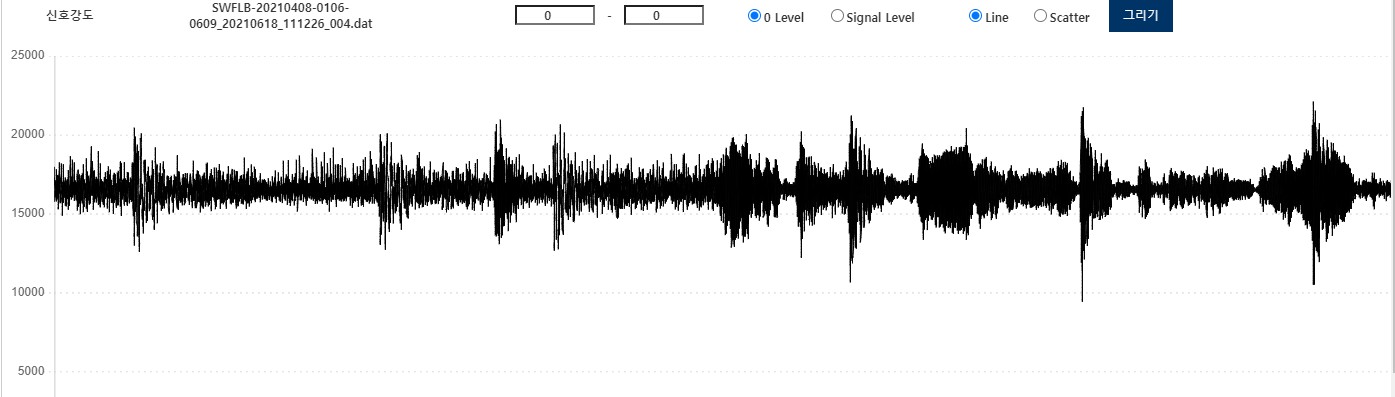 신호강도
SWFLB-20210408-0106-
0609_20210618_111226_004.dat
0 - 0
0 Level Signal Level
Line Scatter
그리기
25000
20000
15000
10000
5000